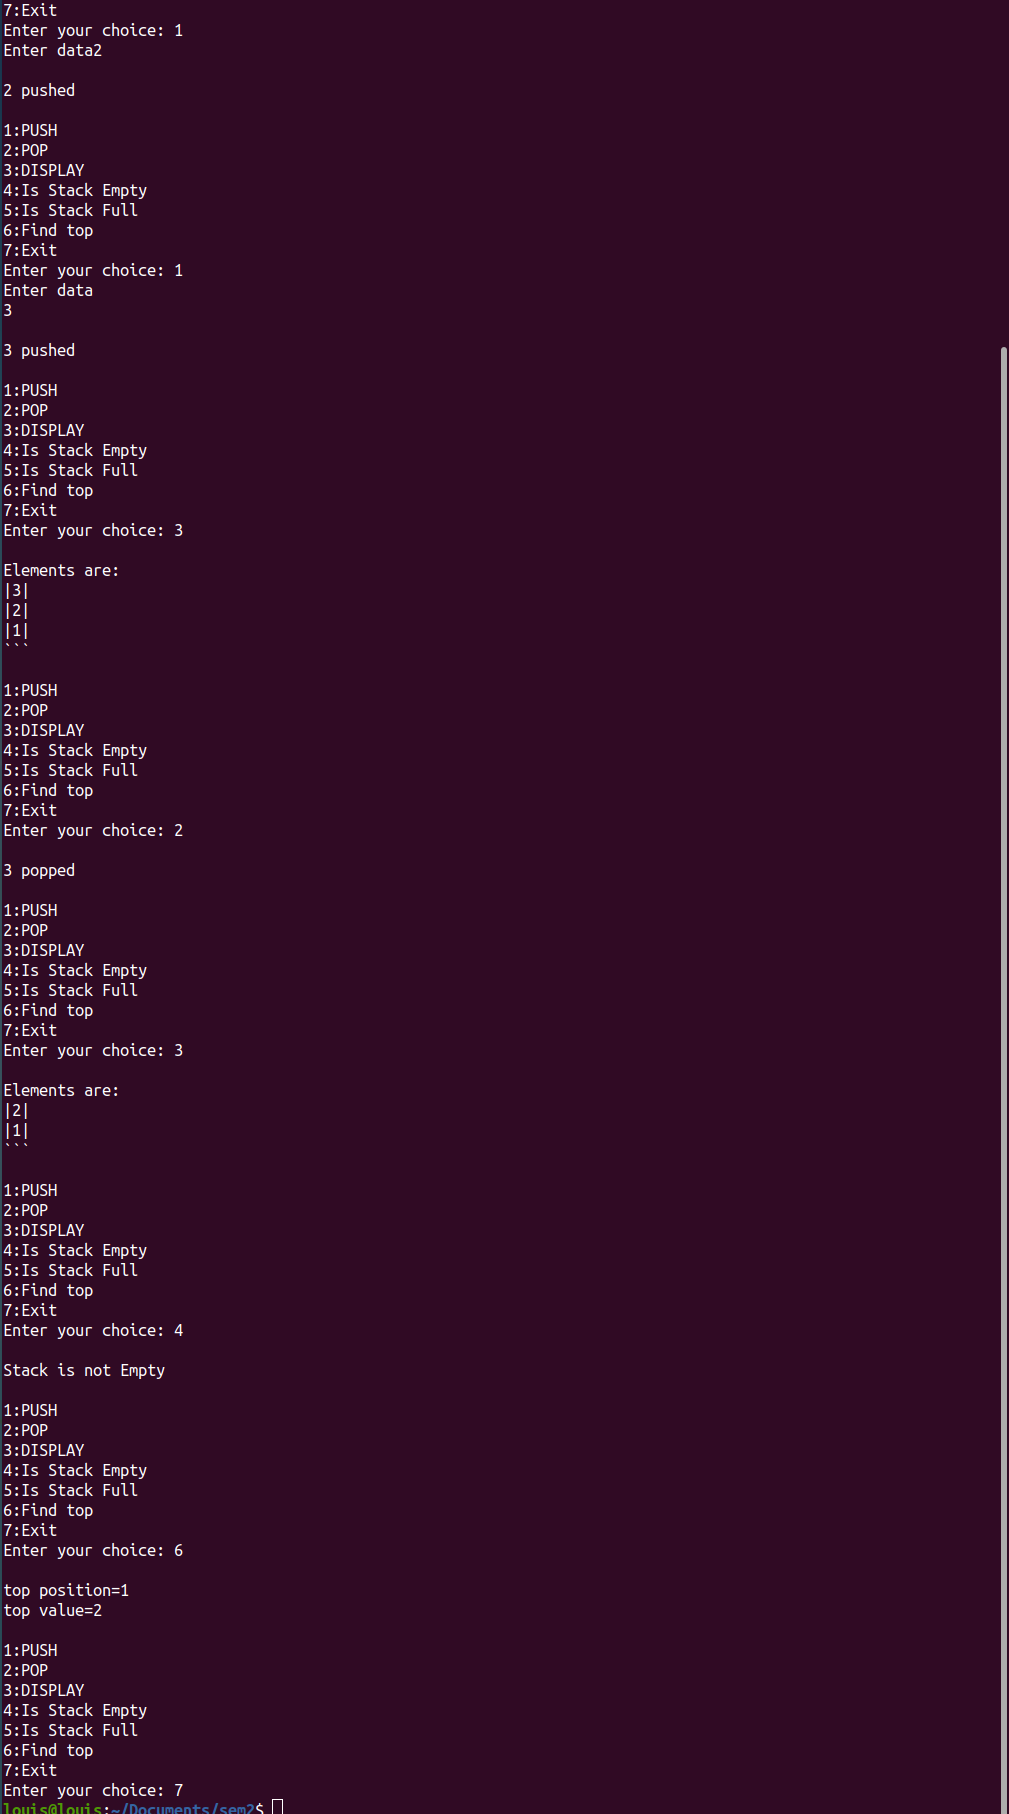 7:Exit
Enter your choice: 1
Enter data2
2 pushed
1:PUSH
2:POP
3:DISPLAY
4:Is Stack Empty
5:Is Stack Full
6:Find top
7:Exit
Enter your choice: 1
Enter data
3
3 pushed
1:PUSH
2:POP
3:DISPLAY
4:Is Stack Empty
5:Is Stack Full
6:Find top
7:Exit
Enter your choice: 3
Elements are:
|3|
|2|
|1|
```
1:PUSH
2:POP
3:DISPLAY
4:Is Stack Empty
5:Is Stack Full
6:Find top
7:Exit
Enter your choice: 2
3 popped
1:PUSH
2:POP
3:DISPLAY
4:Is Stack Empty
5:Is Stack Full
6:Find top
7:Exit
Enter your choice: 3
Elements are:
|2|
|1|
```
1:PUSH
2:POP
3:DISPLAY
4:Is Stack Empty
5:Is Stack Full
6:Find top
7:Exit
Enter your choice: 4
Stack is not Empty
1:PUSH
2:POP
3:DISPLAY
4:Is Stack Empty
5:Is Stack Full
6:Find top
7:Exit
Enter your choice: 6
top position=1
top value=2
1:PUSH
2:POP
3:DISPLAY
4:Is Stack Empty
5:Is Stack Full
6:Find top
7:Exit
Enter your choice: 7
louis@louis:~/Documents/sem2$